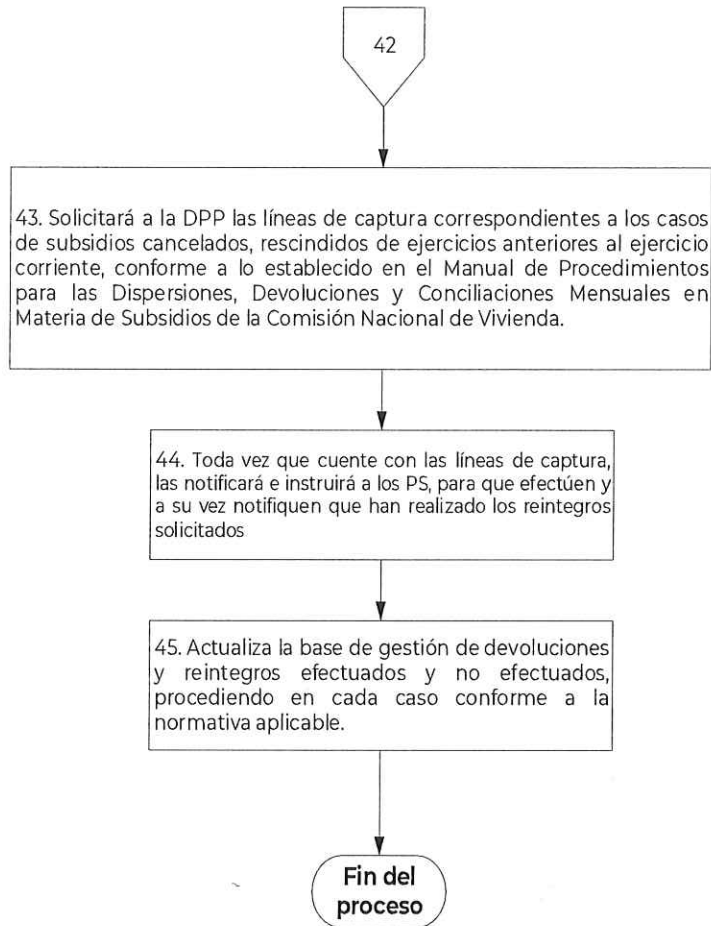 42
43. Solicitará a la DPP las líneas de captura correspondientes a los casos
de subsidios cancelados, rescindidos de ejercicios anteriores al ejercicio
corriente, conforme a lo establecido en el Manual de Procedimientos
para las Dispersiones, Devoluciones y Conciliaciones Mensuales en
Materia de Subsidios de la Comisión Nacional de Vivienda.
44. Toda vez que cuente con las líneas de captura,
las notificará e instruirá a los PS, para que efectúen y
a su vez notifiquen que han realizado los reintegros
solicitados
45. Actualiza la base de gestión de devoluciones
y reintegros efectuados y no efectuados,
procediendo en cada caso conforme a la
normativa aplicable.
Fin del
proceso